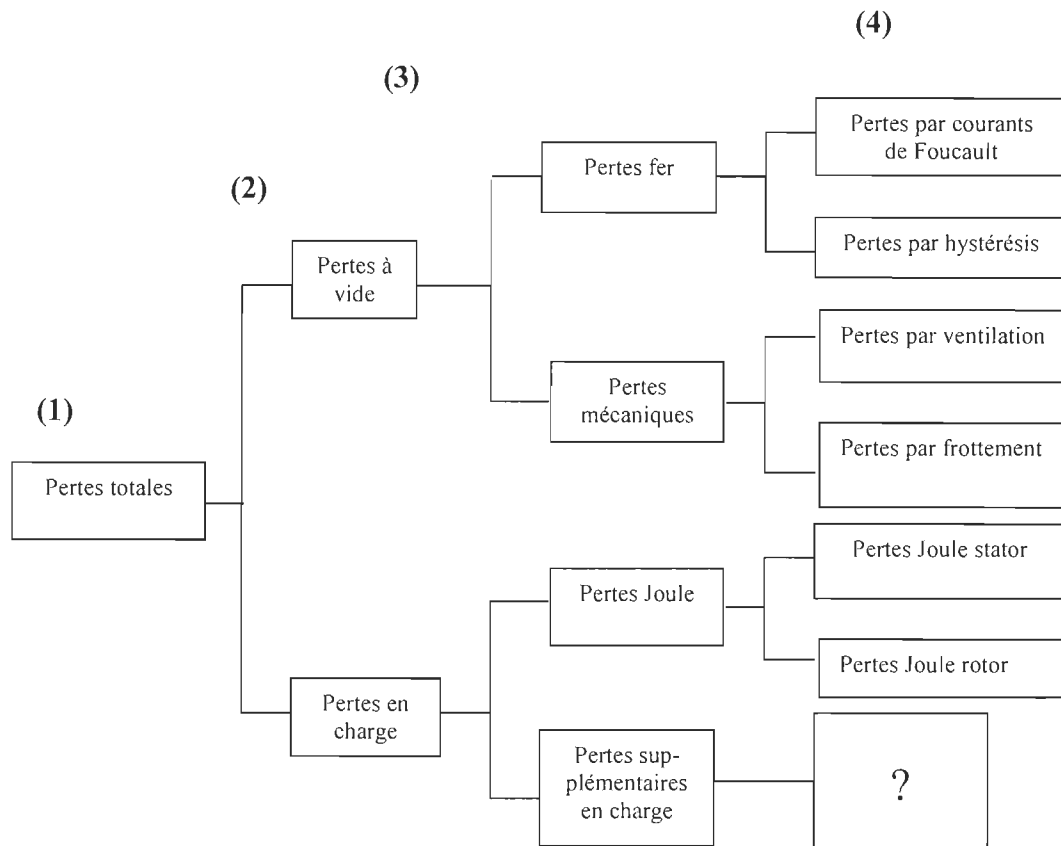 (4)
(3)
(2)
(1)
Pertes par courants
de Foucault
Pertes fer
Pertes par hystérésis
Pertes à
vide
Pertes par ventilation
Pertes
mécaniques
Pertes par frottement
Pertes totales
Pertes Joule stator
Pertes Joule
Pertes Joule rotor
Pertes en
charge
Pertes sup-
plémentaires
en charge
?